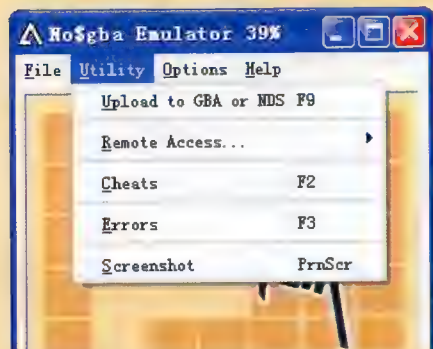 No$gba Emulator 39%
File Utility Options Help
Upload to GBA or NDS F9
Remote Access...
Cheats F2
Errors F3
Screenshot PrnScr